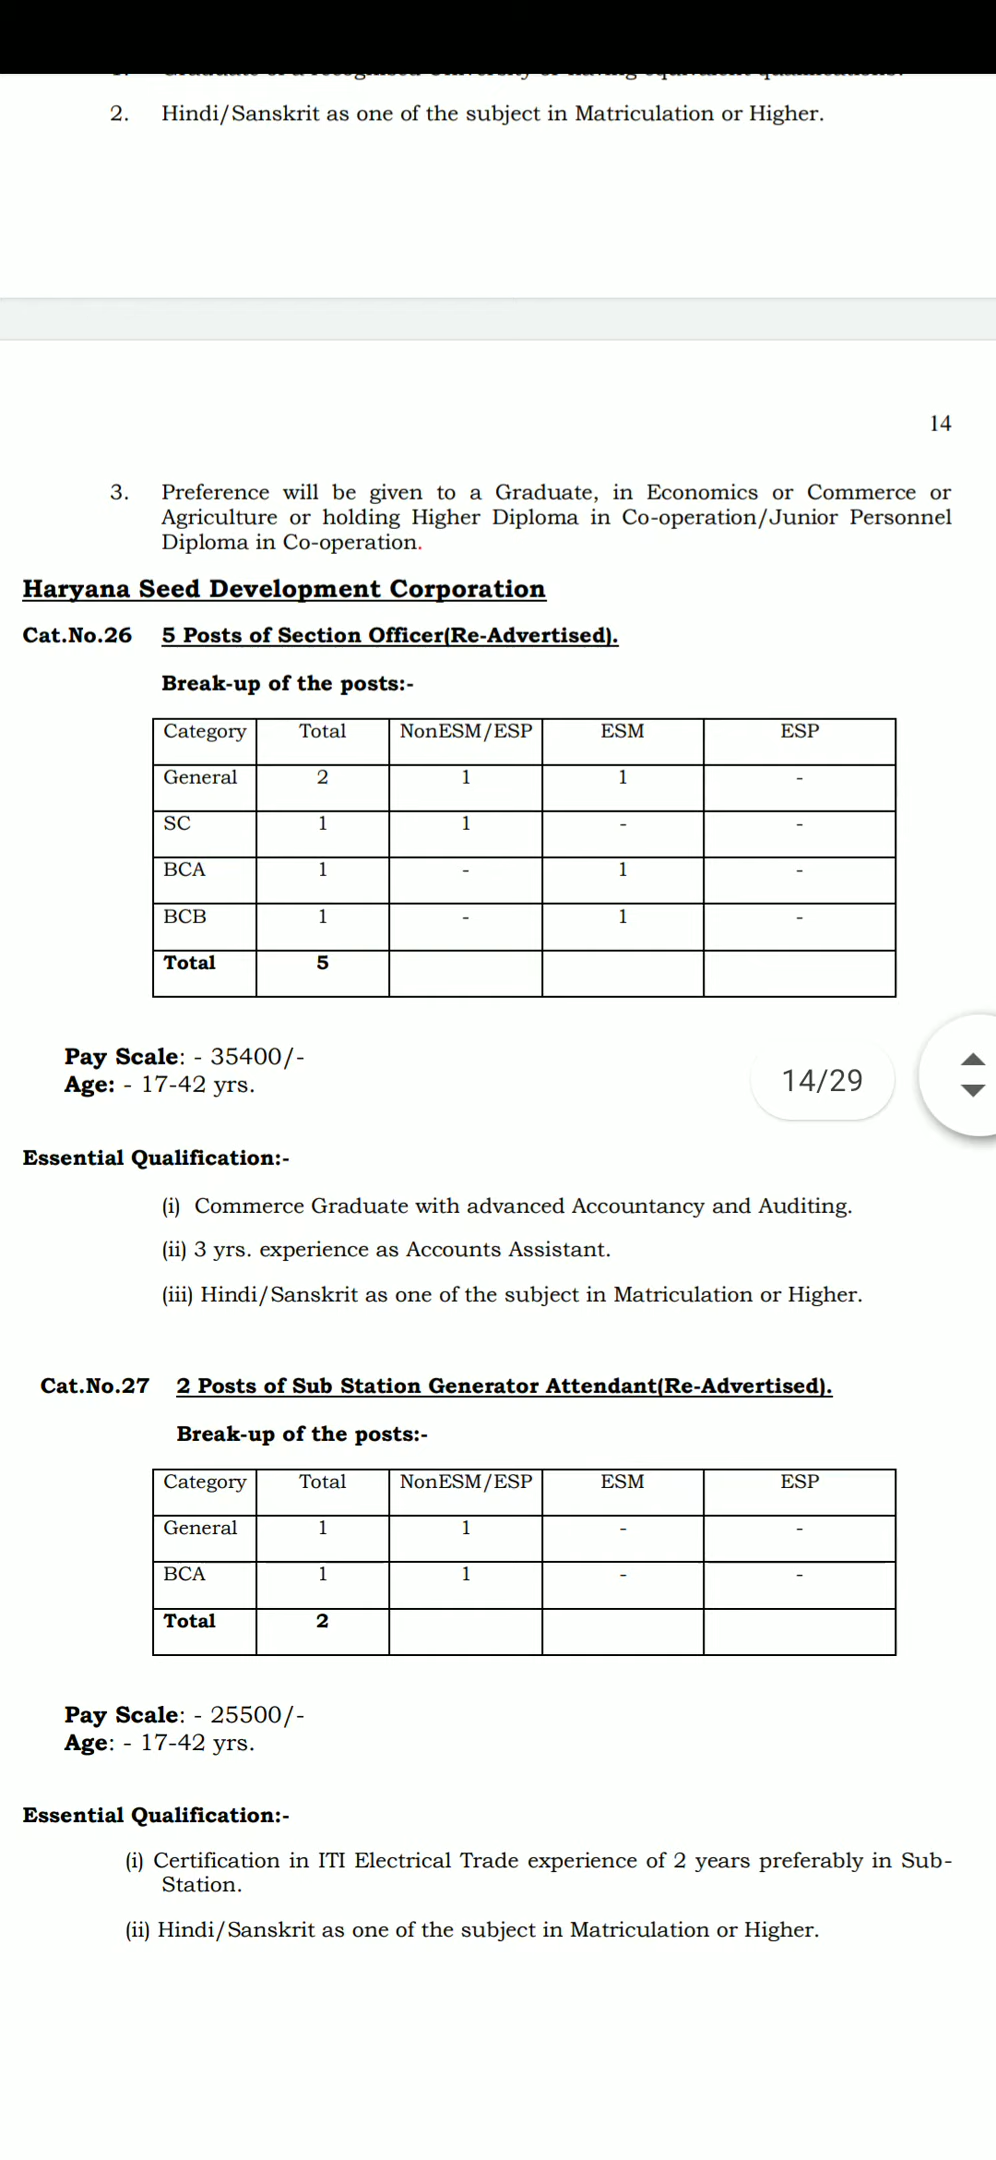 2. Hindi/Sanskrit as one of the subject in Matriculation or Higher.
14
3. Preference will be given to a Graduate, in Economics or Commerce or
Agriculture or holding Higher Diploma in Co-operation/Junior Personnel
Diploma in Co-operation.
Haryana Seed Development Corporation
Cat.No.26 5 Posts of Section Officer(Re-Advertised).
Break-up of the posts:-
Category Total NonESM/ESP ESM ESP
General 2 1 1 -
SC 1 1 - -
BCA 1 - 1 -
BCB 1 - 1 -
Total 5
Pay Scale: - 35400/-
Age: - 17-42 yrs.
14/29
Essential Qualification:-
(i) Commerce Graduate with advanced Accountancy and Auditing.
(ii) 3 yrs. experience as Accounts Assistant.
(iii) Hindi/Sanskrit as one of the subject in Matriculation or Higher.
Cat.No.27 2 Posts of Sub Station Generator Attendant(Re-Advertised).
Break-up of the posts:-
Category Total NonESM/ESP ESM ESP
General 1 1 - -
BCA 1 1 - -
Total 2
Pay Scale: - 25500/-
Age: - 17-42 yrs.
Essential Qualification:-
(i) Certification in ITI Electrical Trade experience of 2 years preferably in Sub-
Station.
(ii) Hindi/Sanskrit as one of the subject in Matriculation or Higher.